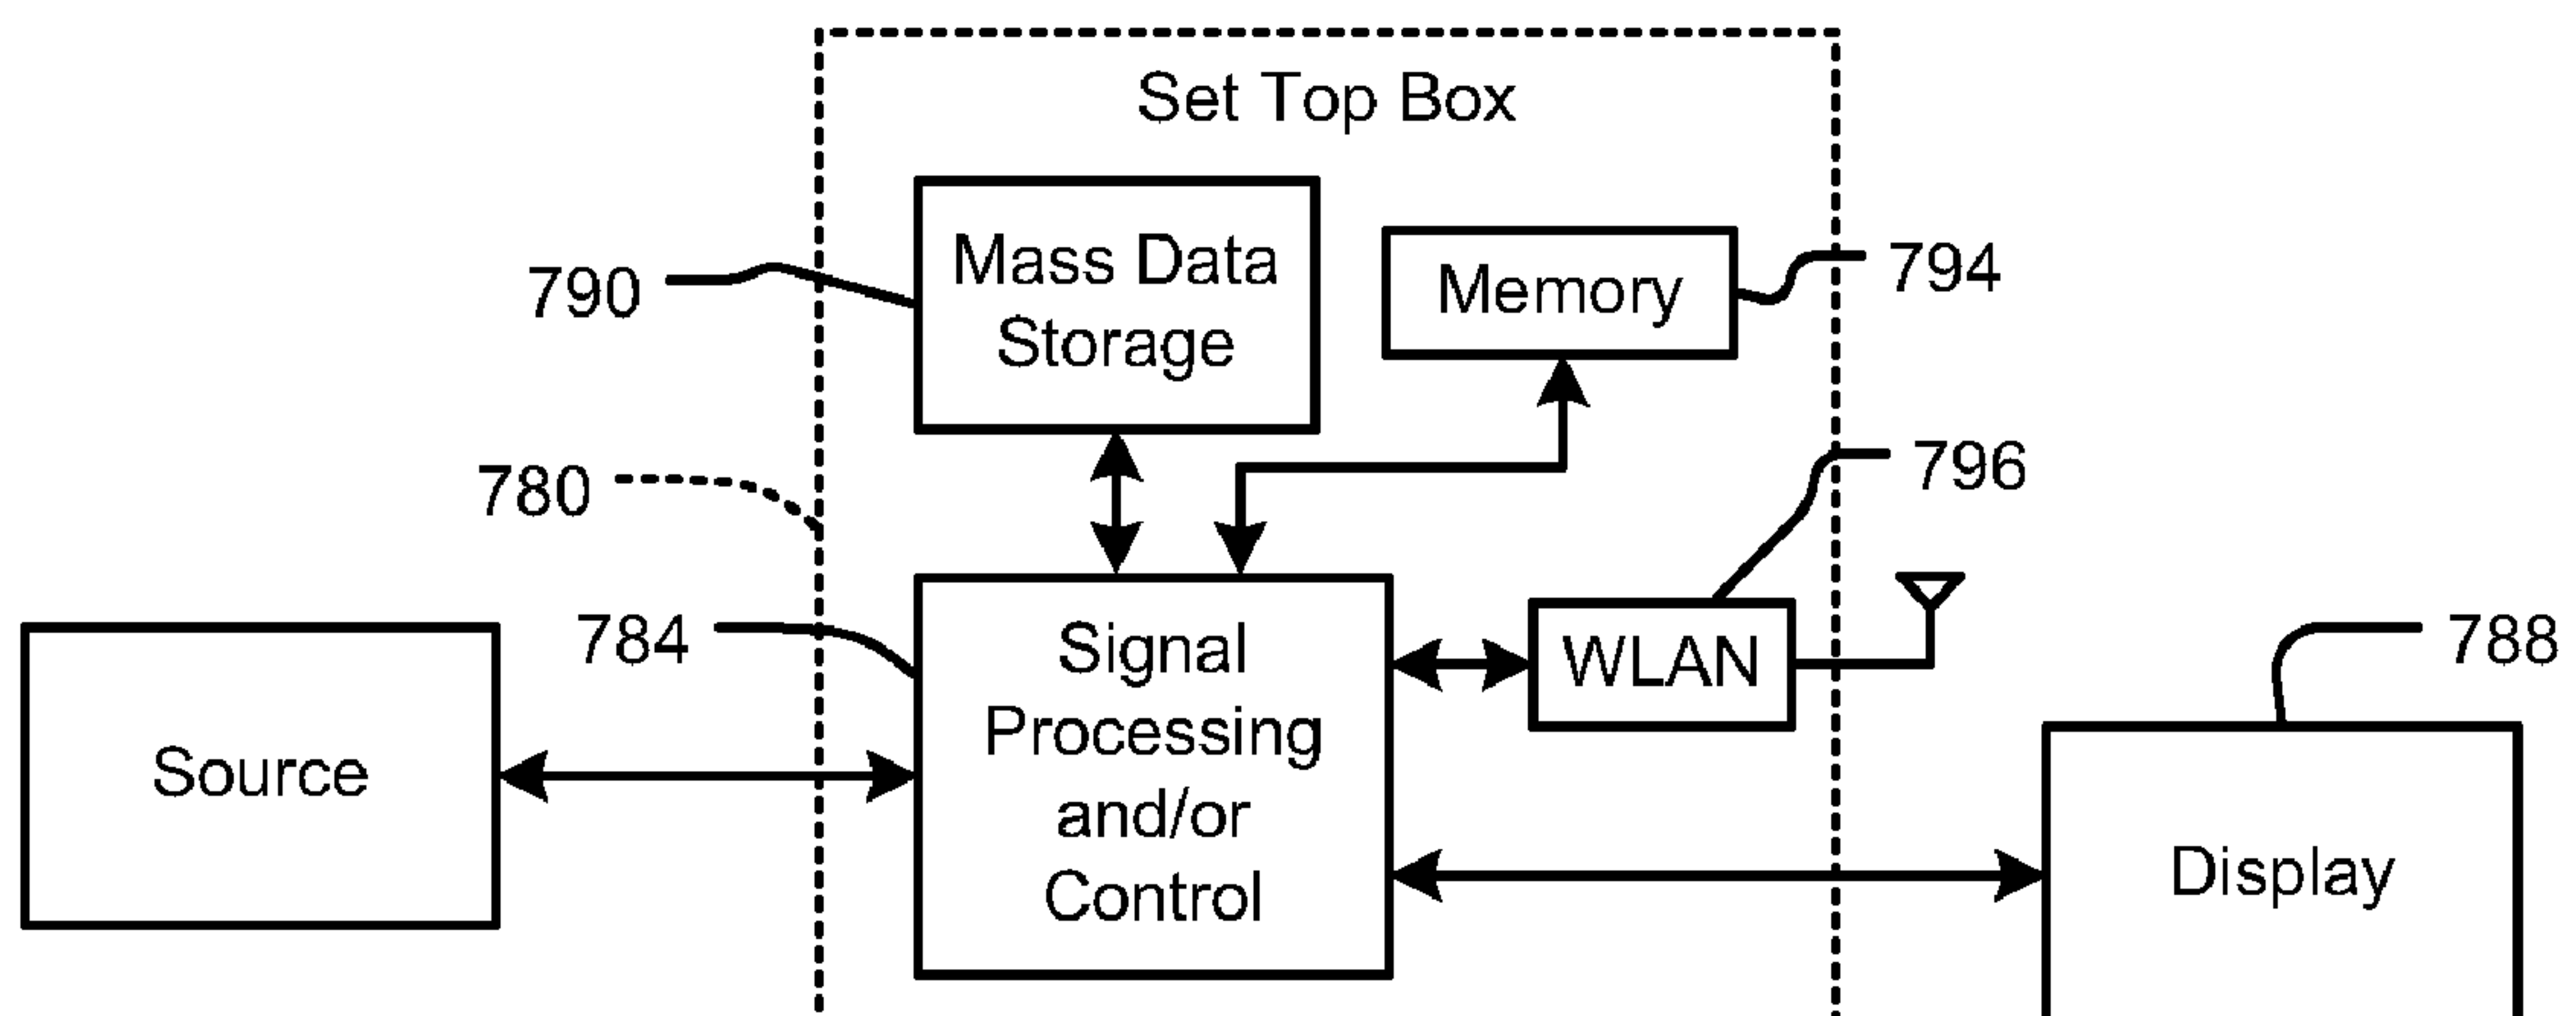 Set Top Box
Mass Data
Storage
Memory
790
794
780
796
784
Signal
Processing
and/or
Control
WLAN
788
Source
Display